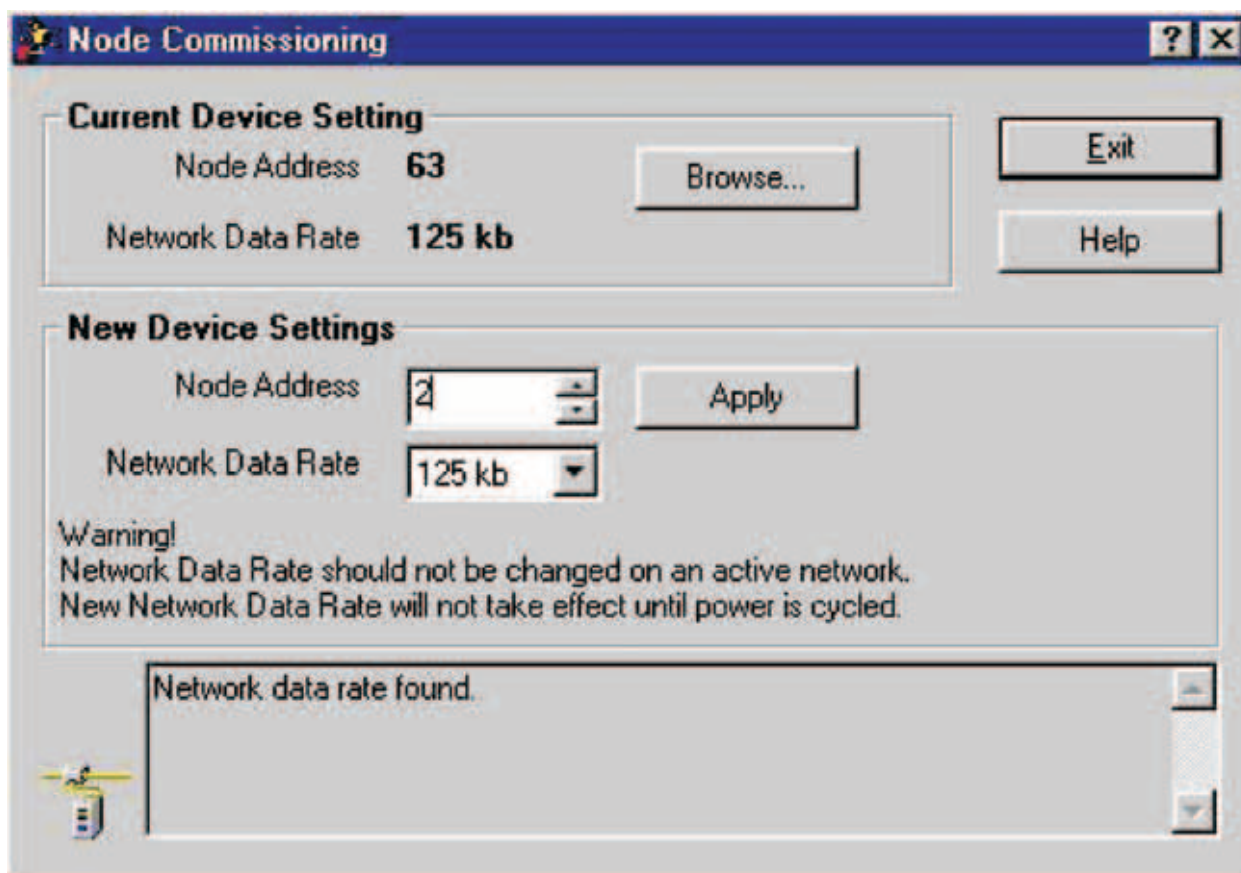 Node Commissioning
Current Device Setting
Node Address 63
Browse...
Network Data Rate 125 kb
Exit
Help
New Device Settings
Node Address 2
Apply
Network Data Rate 125 kb
Warning!
Network Data Rate should not be changed on an active network.
New Network Data Rate will not take effect until power is cycled.
Network data rate found.